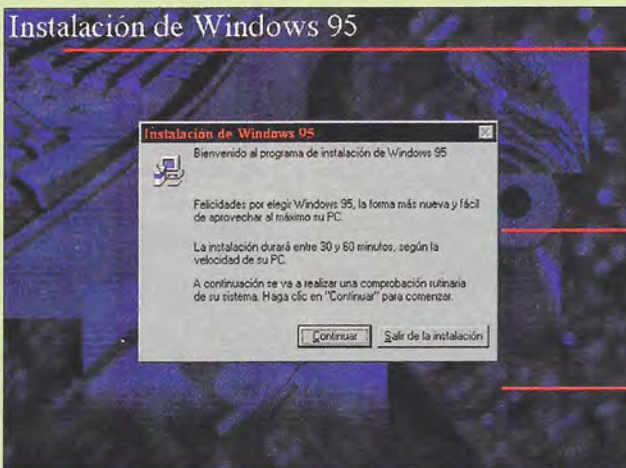 Instalación de Windows 95
Instalación de Windows 95
Bienvenido al programa de instalación de Windows 95
Felicidades por elegir Windows 95, la forma más nueva y fácil
de aprovechar al máximo su PC.
La instalación durará entre 30 y 60 minutos, según la
velocidad de su PC.
A continuación se va a realizar una comprobación rutinaria
de su sistema. Haga clic en "Continuar" para comenzar.
Continuar Salir de la instalación